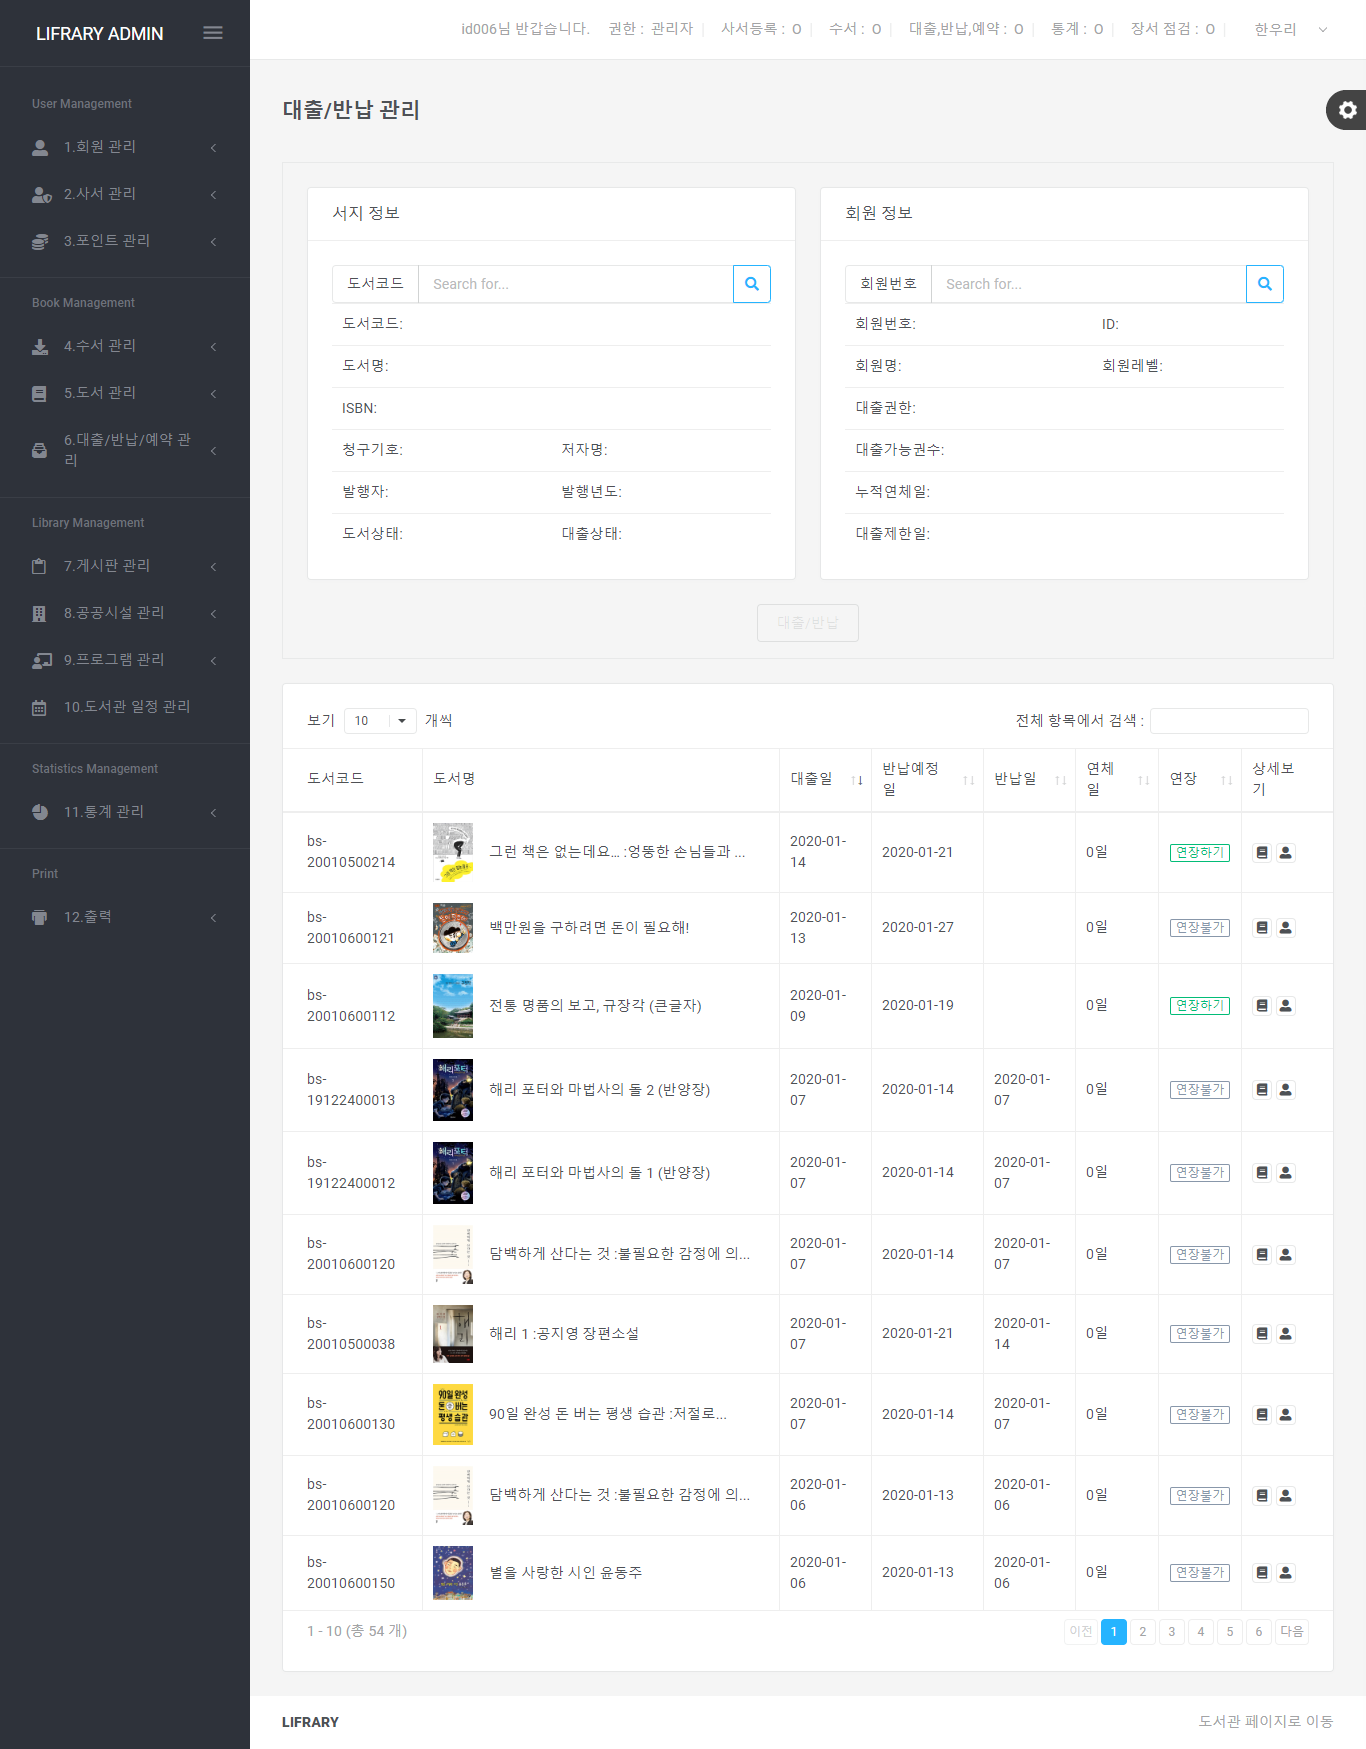 LIFRARY ADMIN
id006님 반갑습니다. 권한 : 관리자 사서등록 : O 수서 : O 대출,반납,예약 : O 통계 : O 장서 점검 : O 한우리
User Management
1.회원 관리
2.사서 관리
3.포인트 관리
Book Management
4.수서 관리
5.도서 관리
6.대출/반납/예약 관
리
Library Management
7.게시판 관리
8.공공시설 관리
9.프로그램 관리
10.도서관 일정 관리
Statistics Management
11.통계 관리
Print
12.출력
대출/반납 관리
서지 정보
도서코드 Search for...
도서코드:
도서명:
ISBN:
청구기호: 저자명:
발행자: 발행년도:
도서상태: 대출상태:
회원 정보
회원번호 Search for...
회원번호: ID:
회원명: 회원레벨:
대출권한:
대출가능권수:
누적연체일:
대출제한일:
대출/반납
보기 10 개씩 전체 항목에서 검색 :
도서코드 도서명 대출일 반납예정
일 반납일 연체
일 연장 상세보
기
bs-
20010500214 그런 책은 없는데요... :엉뚱한 손님들과 ... 2020-01-
14 2020-01-21 0일 연장하기
bs-
20010600121 백만원을 구하려면 돈이 필요해! 2020-01-
13 2020-01-27 0일 연장불가
bs-
20010600112 전통 명품의 보고, 규장각 (큰글자) 2020-01-
09 2020-01-19 0일 연장하기
bs-
19122400013 해리 포터와 마법사의 돌 2 (반양장) 2020-01-
07 2020-01-14 2020-01-
07 0일 연장불가
bs-
19122400012 해리 포터와 마법사의 돌 1 (반양장) 2020-01-
07 2020-01-14 2020-01-
07 0일 연장불가
bs-
20010600120 담백하게 산다는 것 :불필요한 감정에 의... 2020-01-
07 2020-01-14 2020-01-
07 0일 연장불가
bs-
20010500038 해리 1 :공지영 장편소설 2020-01-
07 2020-01-21 2020-01-
14 0일 연장불가
90일 완성
돈 버는
평생 습관
bs-
20010600130 90일 완성 돈 버는 평생 습관 :저절로... 2020-01-
07 2020-01-14 2020-01-
07 0일 연장불가
bs-
20010600120 담백하게 산다는 것 :불필요한 감정에 의... 2020-01-
06 2020-01-13 2020-01-
06 0일 연장불가
bs-
20010600150 별을 사랑한 시인 윤동주 2020-01-
06 2020-01-13 2020-01-
06 0일 연장불가
1 - 10 (총 54 개) 이전 1 2 3 4 5 6 다음
LIFRARY 도서관 페이지로 이동